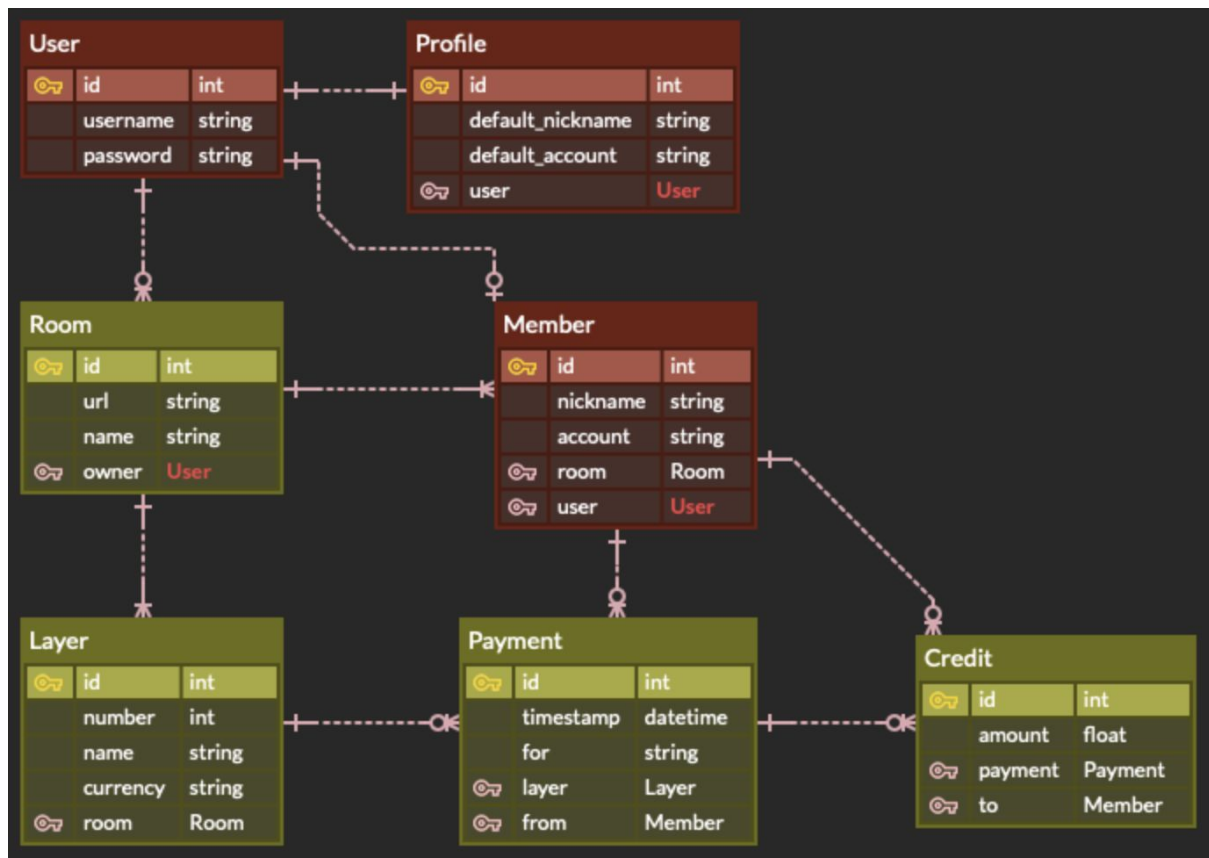 User
id int
username string
password string
Profile
id int
default_nickname string
default_account string
user User
Room
id int
url string
name string
owner User
Member
id int
nickname string
account string
room Room
user User
Layer
id int
number int
name string
currency string
room Room
Payment
id int
timestamp datetime
for string
layer Layer
from Member
Credit
id int
amount float
payment Payment
to Member